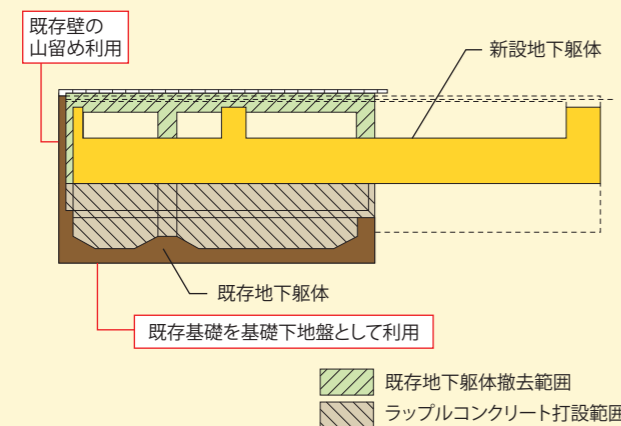 既存壁の
山留め利用
新設地下躯体
既存地下躯体
既存基礎を基礎下地盤として利用
既存地下躯体撤去範囲
ラップルコンクリート打設範囲